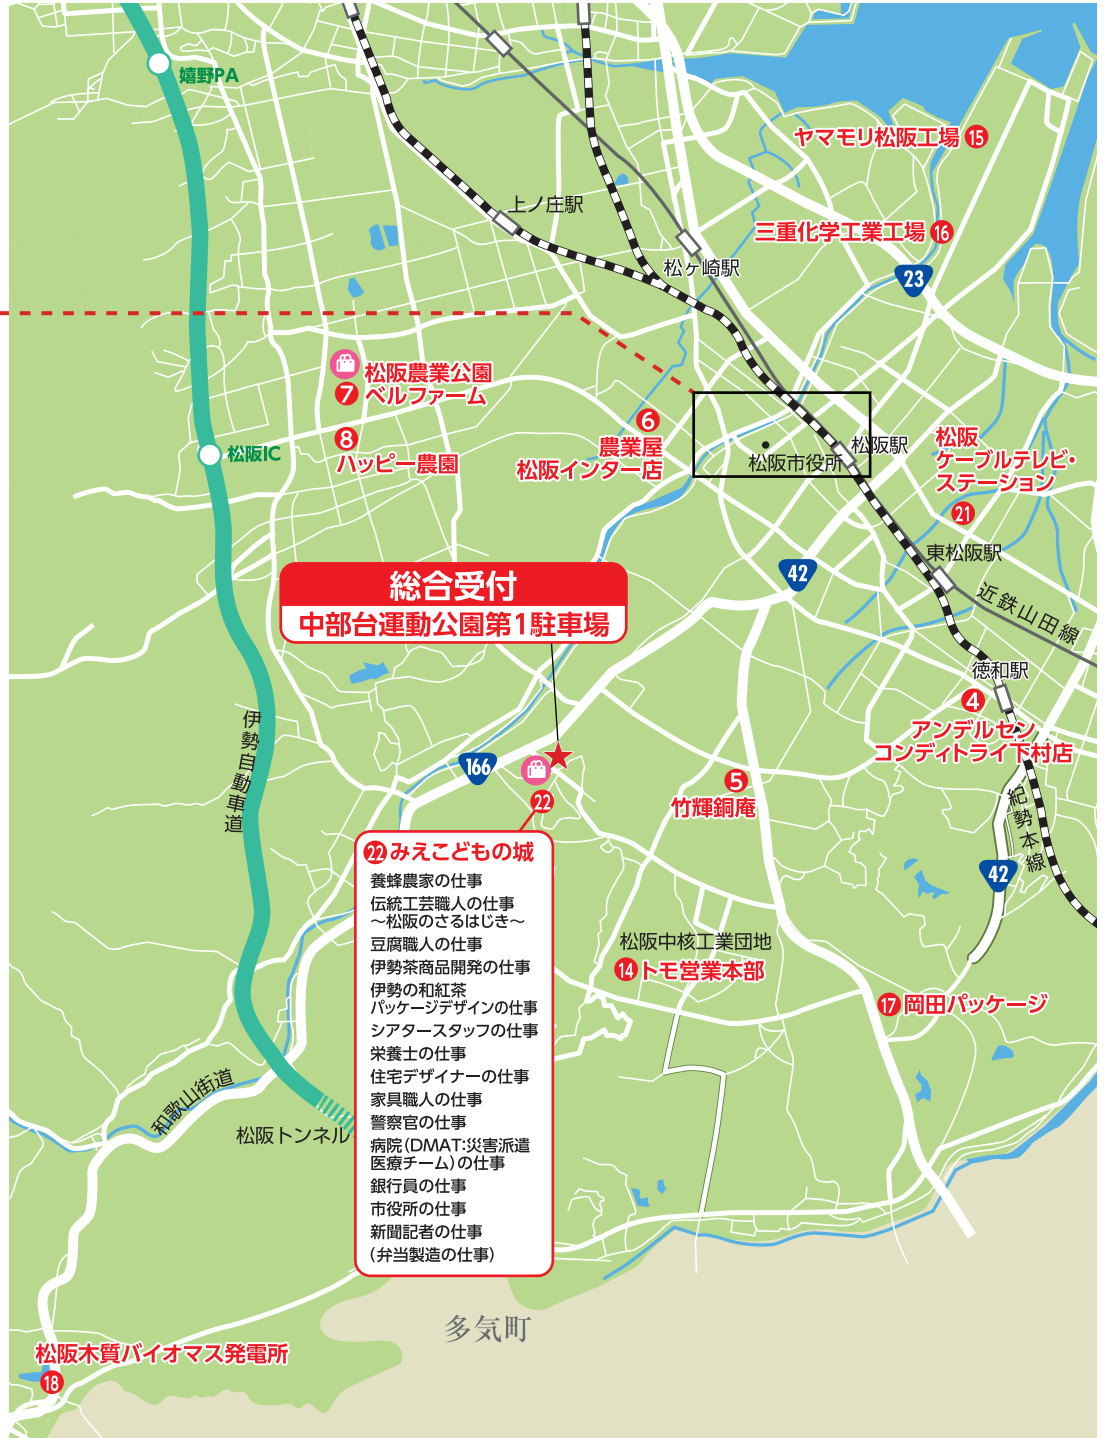 嬉野PA
ヤマモリ松阪工場 15
上ノ庄駅
三重化学工業工場 16
松ヶ崎駅
23
松阪農業公園
7 ベルファーム
8
ハッピー農園
松阪IC
6
農業屋
松阪インター店
松阪駅
松阪市役所
松阪
ケーブルテレビ・
ステーション
21
東松阪駅
42
近鉄山田線
総合受付
中部台運動公園第1駐車場
徳和駅
4
アンデルセン
コンディトライ下村店
伊勢自動車道
166
22
5
竹輝銅庵
紀勢本線
42
22 みえこどもの城
養蜂農家の仕事
伝統工芸職人の仕事
〜松阪のさるはじき〜
豆腐職人の仕事
伊勢茶商品開発の仕事
伊勢の和紅茶
パッケージデザインの仕事
シアタースタッフの仕事
栄養士の仕事
住宅デザイナーの仕事
家具職人の仕事
警察官の仕事
病院(DMAT:災害派遣
医療チーム)の仕事
銀行員の仕事
市役所の仕事
新聞記者の仕事
(弁当製造の仕事)
松阪中核工業団地
14 トモ営業本部
17 岡田パッケージ
和歌山街道
松阪トンネル
多気町
松阪木質バイオマス発電所
18